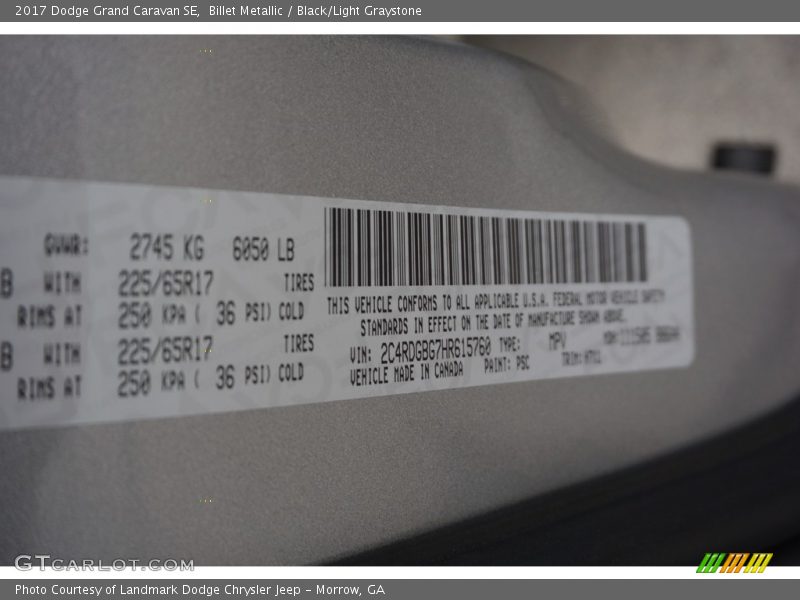 2017 Dodge Grand Caravan SE, Billet Metallic / Black/Light Graystone
GVWR: 2745 KG 6050 LB
B WITH 225/65R17 TIRES
RIMS AT 250 KPA ( 36 PSI) COLD
B WITH 225/65R17 TIRES
RIMS AT 250 KPA ( 36 PSI) COLD
THIS VEHICLE CONFORMS TO ALL APPLICABLE U.S.A. FEDERAL MOTOR VEHICLE SAFETY
STANDARDS IN EFFECT ON THE DATE OF MANUFACTURE SHOWN ABOVE.
VIN: 2C4RDGBG7HR615760 TYPE: MPV
VEHICLE MADE IN CANADA PAINT: PSC TRIM:
GTcarlot.com
Photo Courtesy of Landmark Dodge Chrysler Jeep – Morrow, GA